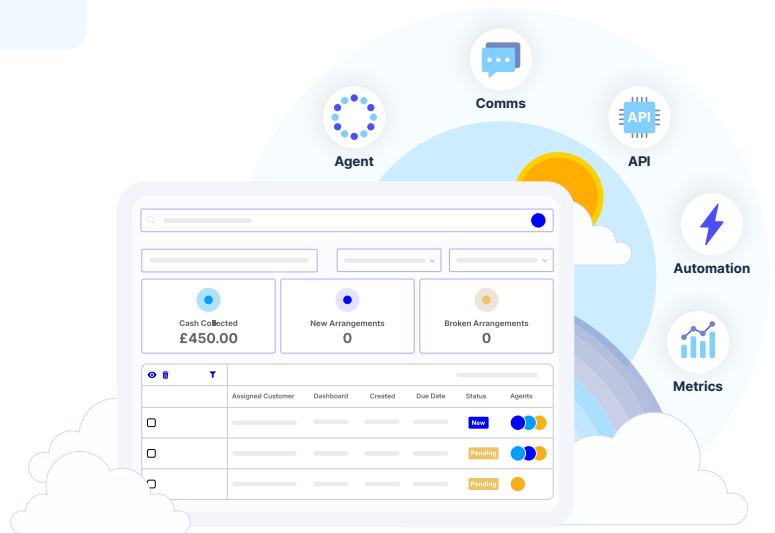 Comms
Agent
API
API
Automation
Metrics
Cash Collected
£450.00
New Arrangements
0
Broken Arrangements
0
Assigned Customer Dashboard Created Due Date Status Agents
New
Pending
Pending